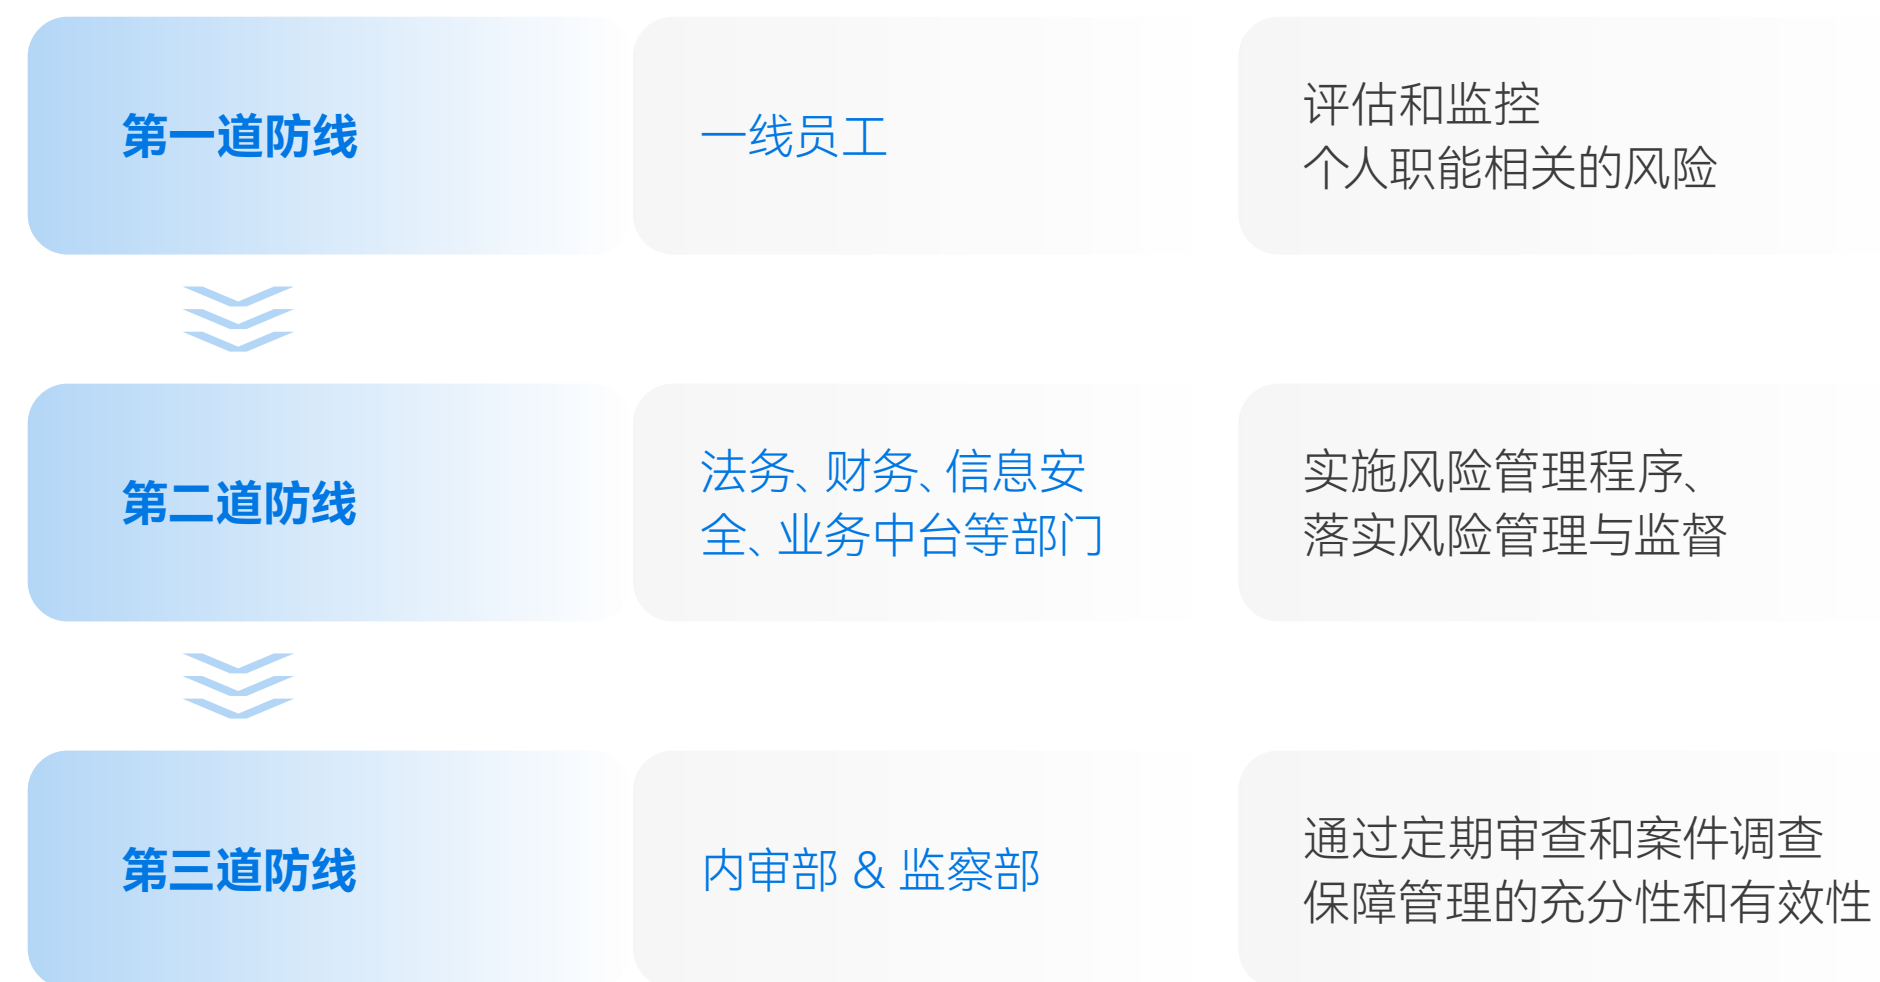 第一道防线
一线员工
评估和监控
个人职能相关的风险
第二道防线
法务、财务、信息安
全、业务中台等部门
实施风险管理程序、
落实风险管理与监督
第三道防线
内审部 & 监察部
通过定期审查和案件调查
保障管理的充分性和有效性